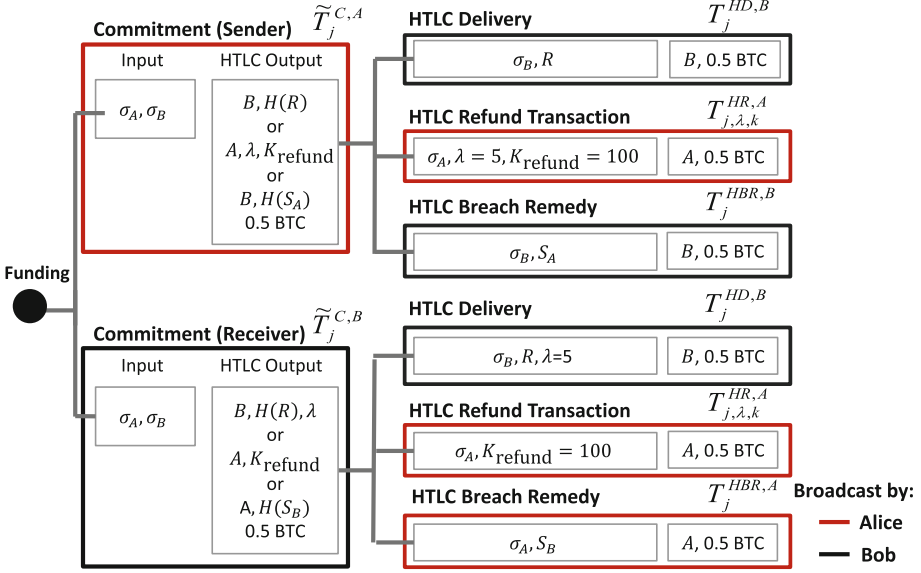 Commitment (Sender) T̃_j^{C,A}
Input
HTLC Output
σ_A, σ_B
B, H(R)
or
A, λ, K_refund
or
B, H(S_A)
0.5 BTC
HTLC Delivery T_j^{HD,B}
σ_B, R
B, 0.5 BTC
HTLC Refund Transaction T_{j,λ,k}^{HR,A}
σ_A, λ = 5, K_refund = 100
A, 0.5 BTC
HTLC Breach Remedy T_j^{HBR,B}
σ_B, S_A
B, 0.5 BTC
Funding
Commitment (Receiver) T̃_j^{C,B}
Input
HTLC Output
σ_A, σ_B
B, H(R), λ
or
A, K_refund
or
A, H(S_B)
0.5 BTC
HTLC Delivery T_j^{HD,B}
σ_B, R, λ=5
B, 0.5 BTC
HTLC Refund Transaction T_{j,λ,k}^{HR,A}
σ_A, K_refund = 100
A, 0.5 BTC
HTLC Breach Remedy T_j^{HBR,A}
σ_A, S_B
A, 0.5 BTC
Broadcast by:
Alice
Bob